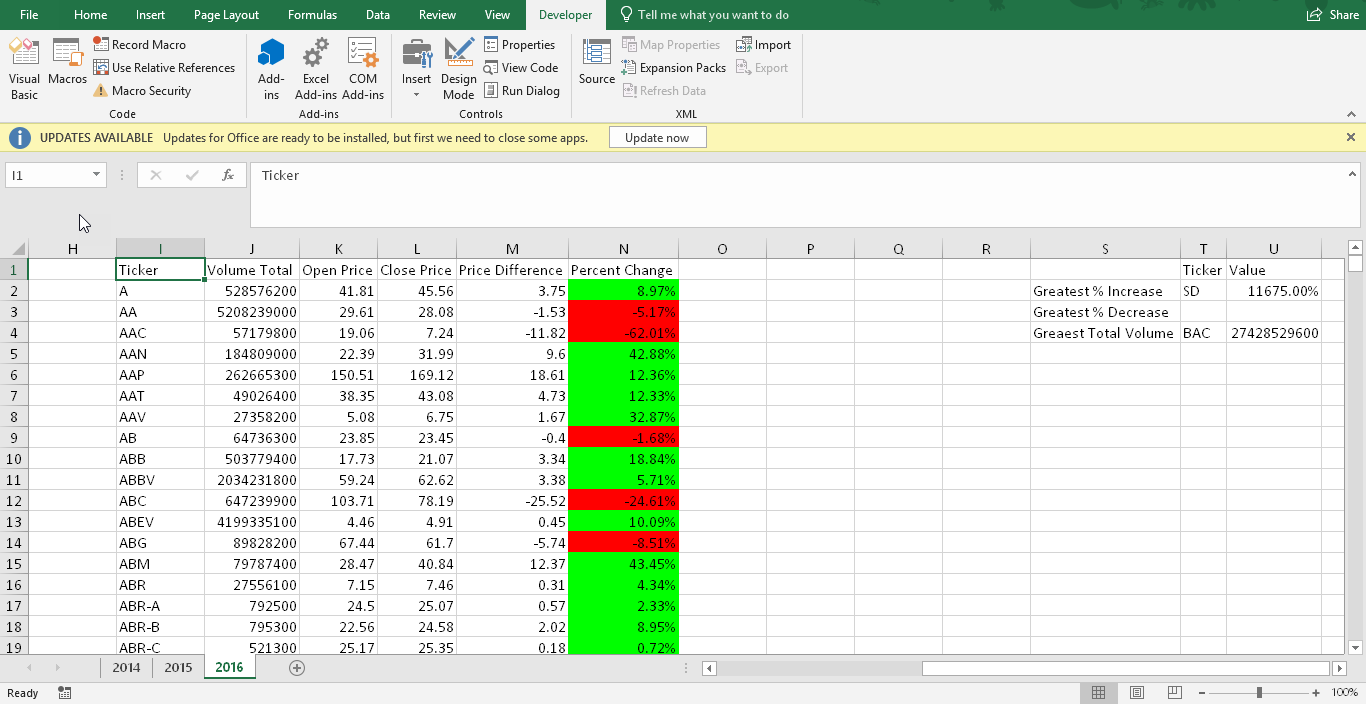 File Home Insert Page Layout Formulas Data Review View Developer Tell me what you want to do Share
Visual Basic
Macros
Record Macro
Use Relative References
Macro Security
Code
Add-ins
Excel Add-ins
COM Add-ins
Add-ins
Insert
Design Mode
Properties
View Code
Run Dialog
Controls
Source
Map Properties
Expansion Packs
Refresh Data
Import
Export
XML
UPDATES AVAILABLE Updates for Office are ready to be installed, but first we need to close some apps. Update now
I1 fx Ticker
H I J K L M N O P Q R S T U
1 Ticker Volume Total Open Price Close Price Price Difference Percent Change Ticker Value
2 A 528576200 41.81 45.56 3.75 8.97% Greatest % Increase SD 11675.00%
3 AA 5208239000 29.61 28.08 -1.53 -5.17% Greatest % Decrease
4 AAC 57179800 19.06 7.24 -11.82 -62.01% Greaest Total Volume BAC 27428529600
5 AAN 184809000 22.39 31.99 9.6 42.88%
6 AAP 262665300 150.51 169.12 18.61 12.36%
7 AAT 49026400 38.35 43.08 4.73 12.33%
8 AAV 27358200 5.08 6.75 1.67 32.87%
9 AB 64736300 23.85 23.45 -0.4 -1.68%
10 ABB 503779400 17.73 21.07 3.34 18.84%
11 ABBV 2034231800 59.24 62.62 3.38 5.71%
12 ABC 647239900 103.71 78.19 -25.52 -24.61%
13 ABEV 4199335100 4.46 4.91 0.45 10.09%
14 ABG 89828200 67.44 61.7 -5.74 -8.51%
15 ABM 79787400 28.47 40.84 12.37 43.45%
16 ABR 27556100 7.15 7.46 0.31 4.34%
17 ABR-A 792500 24.5 25.07 0.57 2.33%
18 ABR-B 795300 22.56 24.58 2.02 8.95%
19 ABR-C 521300 25.17 25.35 0.18 0.72%
2014 2015 2016
Ready 100%